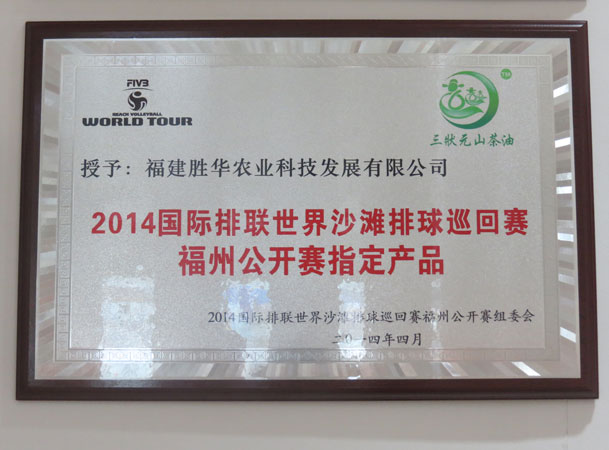 FIVB
BEACH VOLLEYBALL
WORLD TOUR
TM
三狀元山茶油
授予：福建胜华农业科技发展有限公司
2014国际排联世界沙滩排球巡回赛
福州公开赛指定产品
2014国际排联世界沙滩排球巡回赛福州公开赛组委会
二〇一四年四月